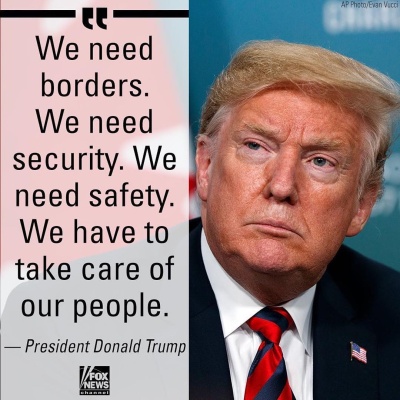 AP Photo/Evan Vucci
"
We need
borders.
We need
security. We
need safety.
We have to
take care of
our people.
— President Donald Trump
FOX
NEWS
channel